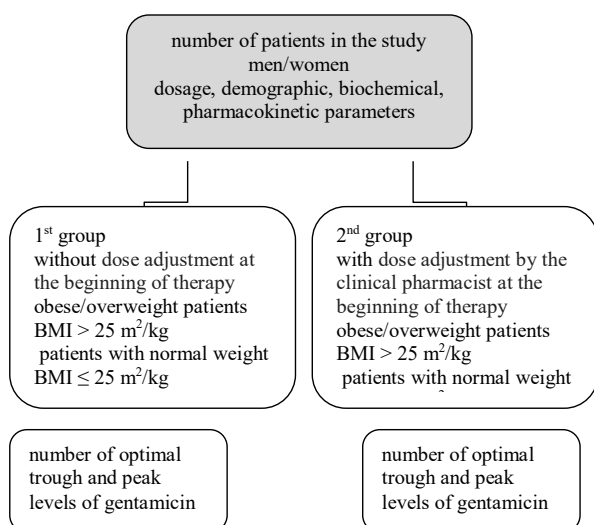 number of patients in the study
men/women
dosage, demographic, biochemical,
pharmacokinetic parameters
1st group
without dose adjustment at
the beginning of therapy
obese/overweight patients
BMI > 25 m²/kg
patients with normal weight
BMI ≤ 25 m²/kg
2nd group
with dose adjustment by the
clinical pharmacist at the
beginning of therapy
obese/overweight patients
BMI > 25 m²/kg
patients with normal weight
number of optimal
trough and peak
levels of gentamicin
number of optimal
trough and peak
levels of gentamicin